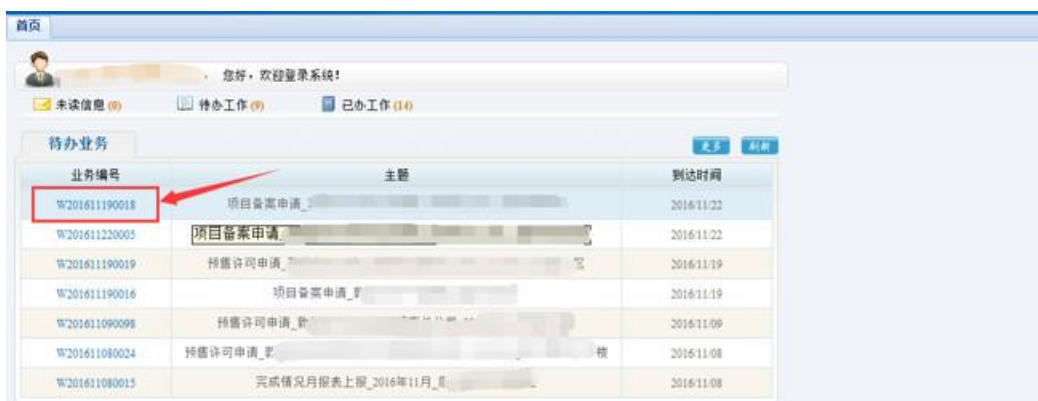 首页
您好，欢迎登录系统！
未读信息 (0) 待办工作 (9) 已办工作 (14)
待办业务 更多 刷新
业务编号 主题 到达时间
W201611190018 项目备案申请_ 2016/11/22
W201611220005 项目备案申请_ 2016/11/22
W201611190019 预售许可申请_ 2016/11/19
W201611190016 项目备案申请_ 2016/11/19
W201611090098 预售许可申请_ 2016/11/09
W201611080024 预售许可申请_ 核 2016/11/08
W201611080015 完成情况月报表上报_2016年11月_ 2016/11/08